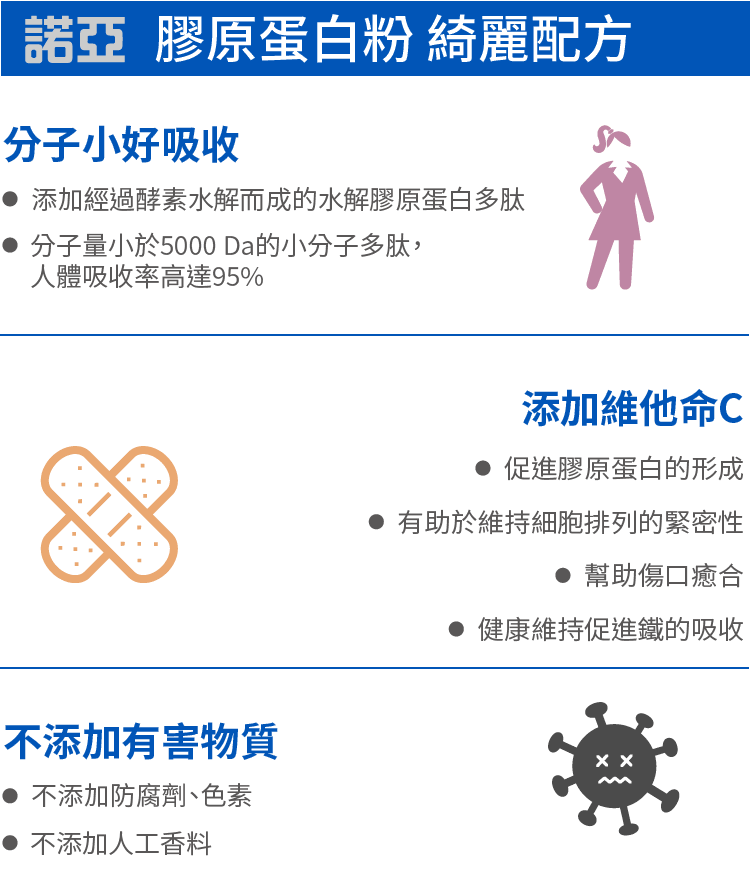 諾亞 膠原蛋白粉 綺麗配方
分子小好吸收
● 添加經過酵素水解而成的水解膠原蛋白多肽
● 分子量小於5000 Da的小分子多肽，
人體吸收率高達95%
添加維他命C
● 促進膠原蛋白的形成
● 有助於維持細胞排列的緊密性
● 幫助傷口癒合
● 健康維持促進鐵的吸收
不添加有害物質
● 不添加防腐劑、色素
● 不添加人工香料